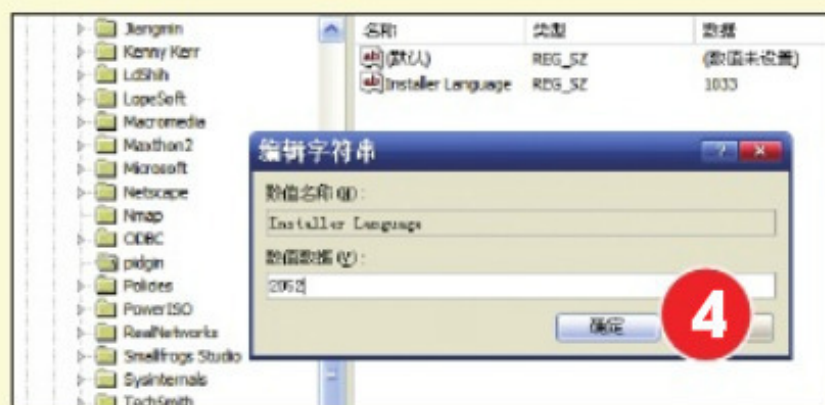 Jiangmin
Kenny Kerr
LdShih
LopeSoft
Macromedia
Maxthon2
Microsoft
Netscape
Nmap
ODBC
pidgin
Policies
PowerISO
RealNetworks
Smallfrogs Studio
Sysinternals
TechSmith
名称 类型 数据
ab (默认) REG_SZ (数值未设置)
ab Installer Language REG_SZ 1033
编辑字符串
数值名称(N):
Installer Language
数值数据(V):
2052
确定
4